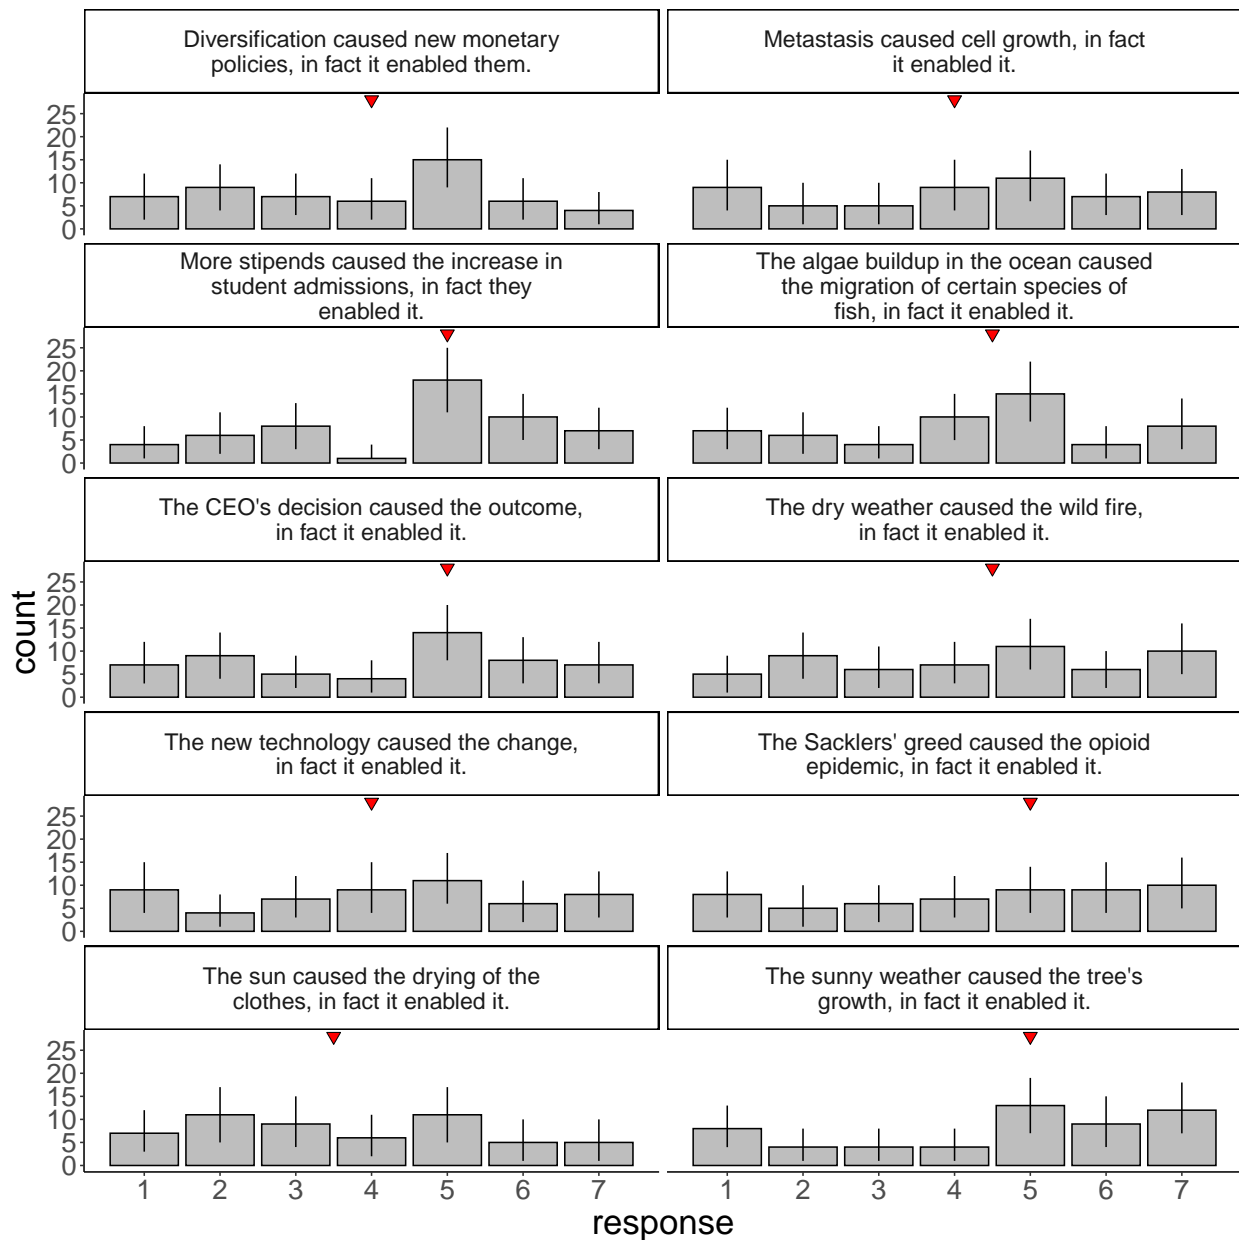 Diversification caused new monetary
policies, in fact it enabled them.
Metastasis caused cell growth, in fact
it enabled it.
25
20
15
10
5
0
More stipends caused the increase in
student admissions, in fact they
enabled it.
The algae buildup in the ocean caused
the migration of certain species of
fish, in fact it enabled it.
25
20
15
10
5
0
The CEO's decision caused the outcome,
in fact it enabled it.
The dry weather caused the wild fire,
in fact it enabled it.
count
25
20
15
10
5
0
The new technology caused the change,
in fact it enabled it.
The Sacklers' greed caused the opioid
epidemic, in fact it enabled it.
25
20
15
10
5
0
The sun caused the drying of the
clothes, in fact it enabled it.
The sunny weather caused the tree's
growth, in fact it enabled it.
25
20
15
10
5
0
1 2 3 4 5 6 7
1 2 3 4 5 6 7
response